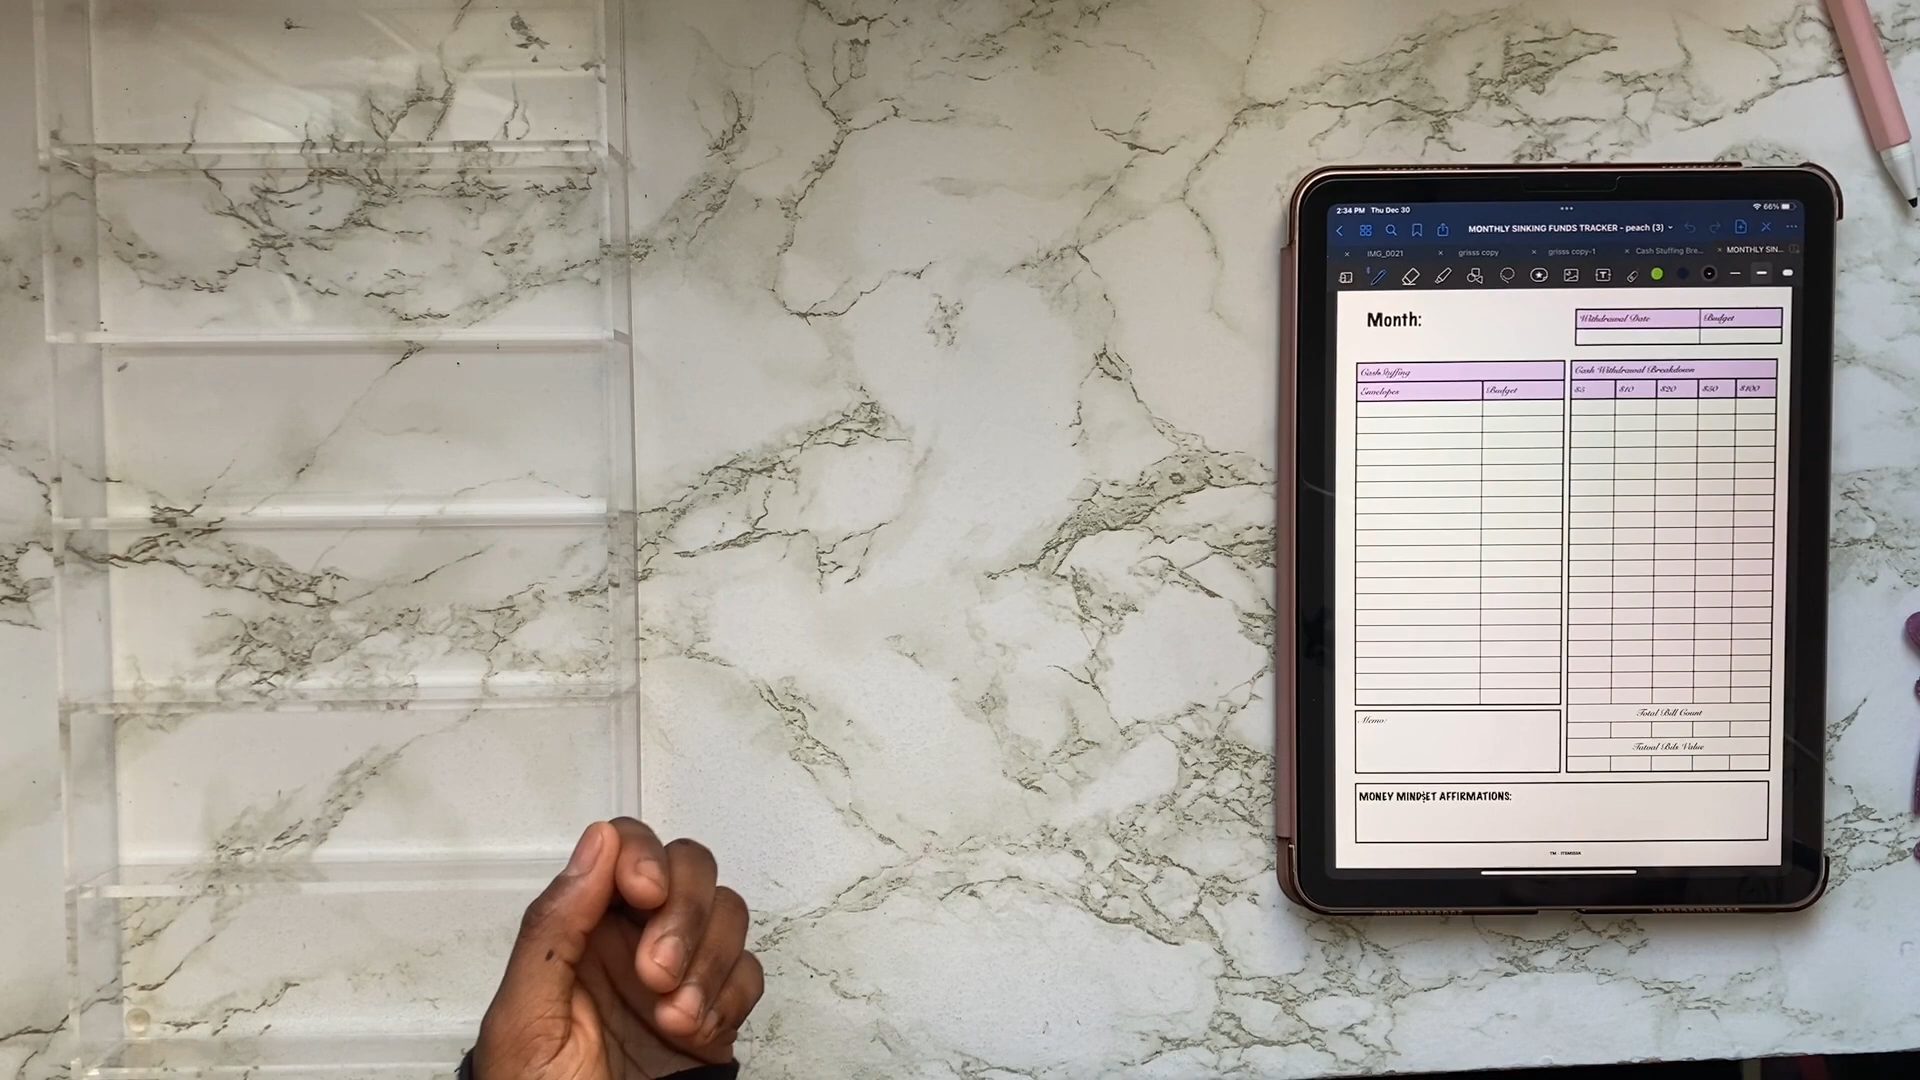 2:34 PM Thu Dec 30
66%
MONTHLY SINKING FUNDS TRACKER - peach (3)
IMG_0021
grisss copy
grisss copy-1
Cash Stuffing Bre...
MONTHLY SIN...
Month:
Withdrawal Date Budget
Cash Stuffing
Envelopes Budget
Cash Withdrawal Breakdown
$5 $10 $20 $50 $100
Memo:
Total Bill Count
Tatoal Bils Value
MONEY MINDSET AFFIRMATIONS: